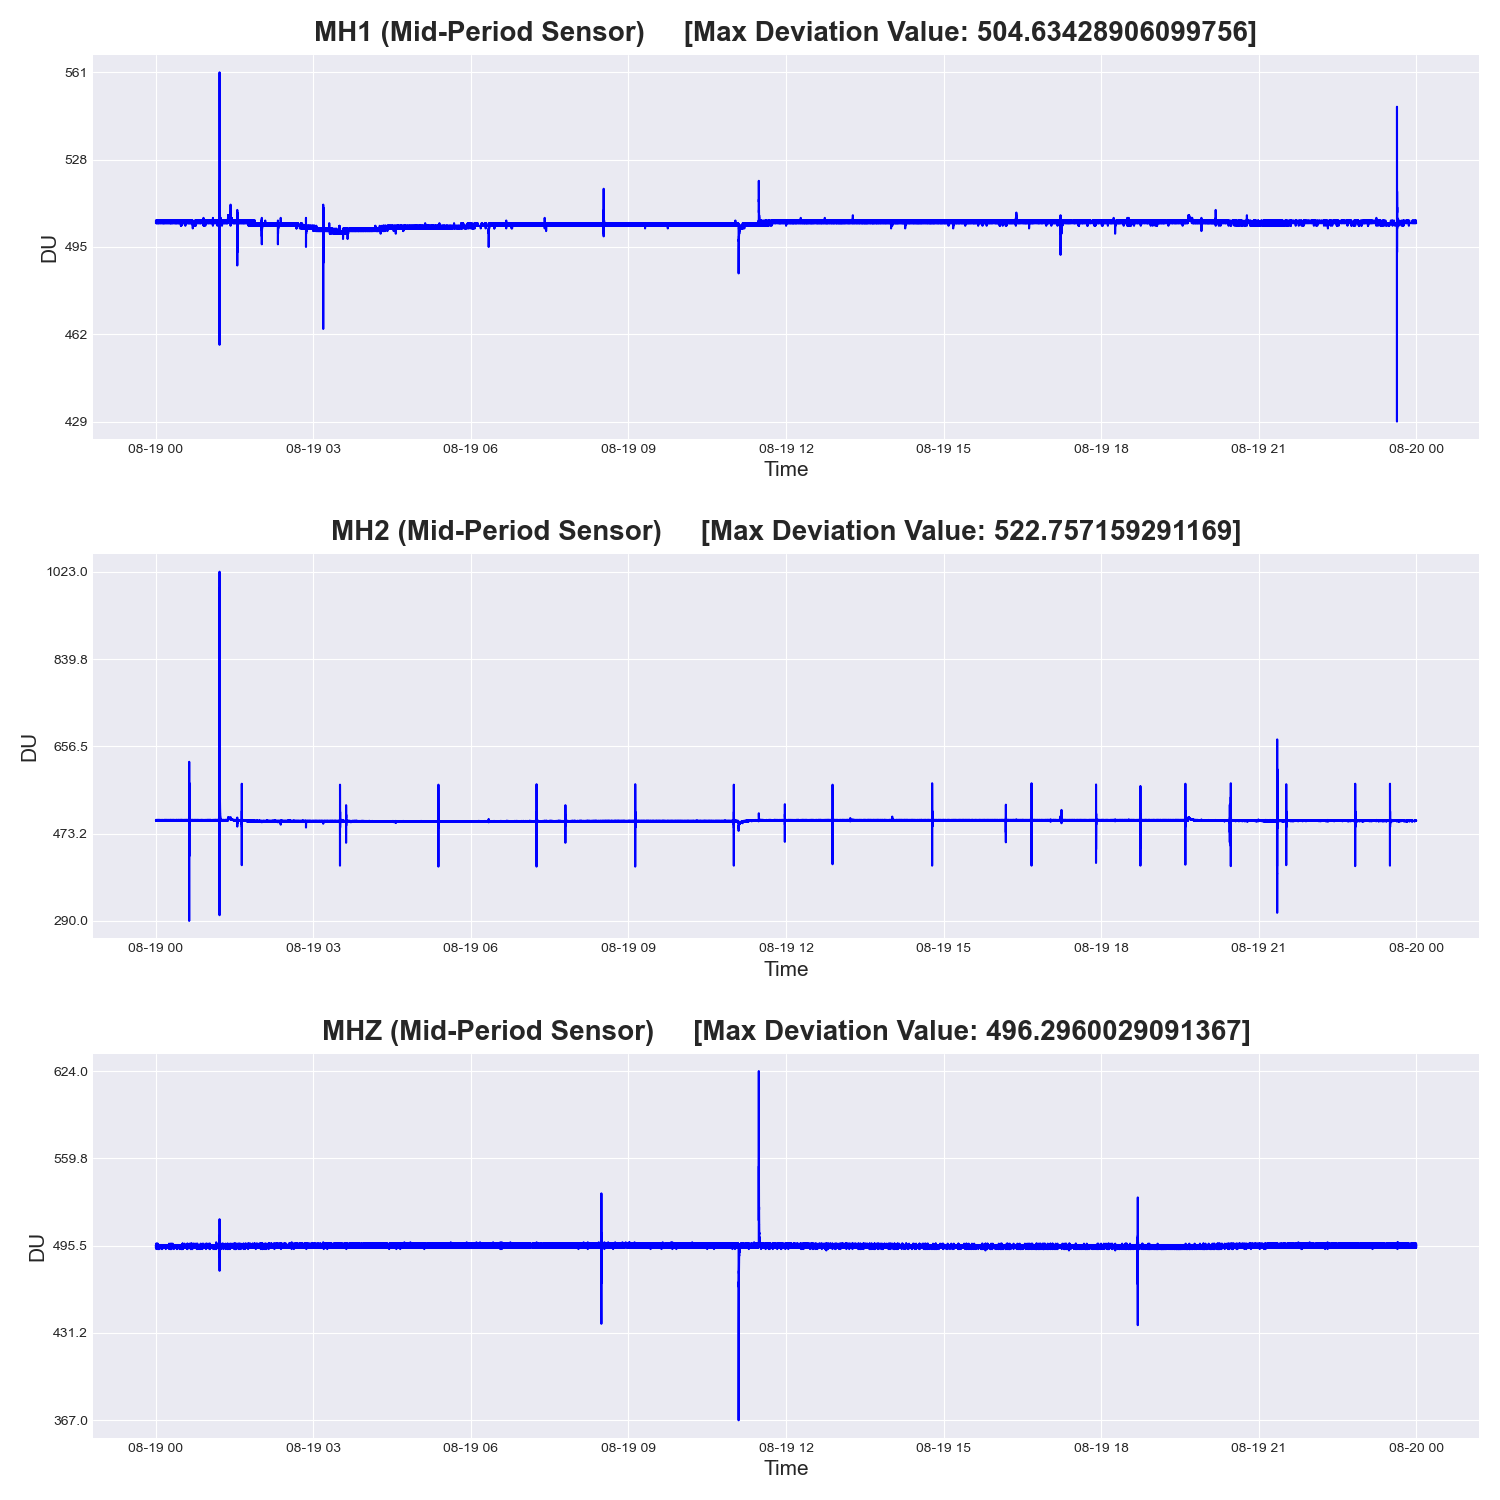 MH1 (Mid-Period Sensor) [Max Deviation Value: 504.63428906099756]
561
528
495
462
429
DU
08-19 00 08-19 03 08-19 06 08-19 09 08-19 12 08-19 15 08-19 18 08-19 21 08-20 00
Time
MH2 (Mid-Period Sensor) [Max Deviation Value: 522.757159291169]
1023.0
839.8
656.5
473.2
290.0
DU
08-19 00 08-19 03 08-19 06 08-19 09 08-19 12 08-19 15 08-19 18 08-19 21 08-20 00
Time
MHZ (Mid-Period Sensor) [Max Deviation Value: 496.2960029091367]
624.0
559.8
495.5
431.2
367.0
DU
08-19 00 08-19 03 08-19 06 08-19 09 08-19 12 08-19 15 08-19 18 08-19 21 08-20 00
Time